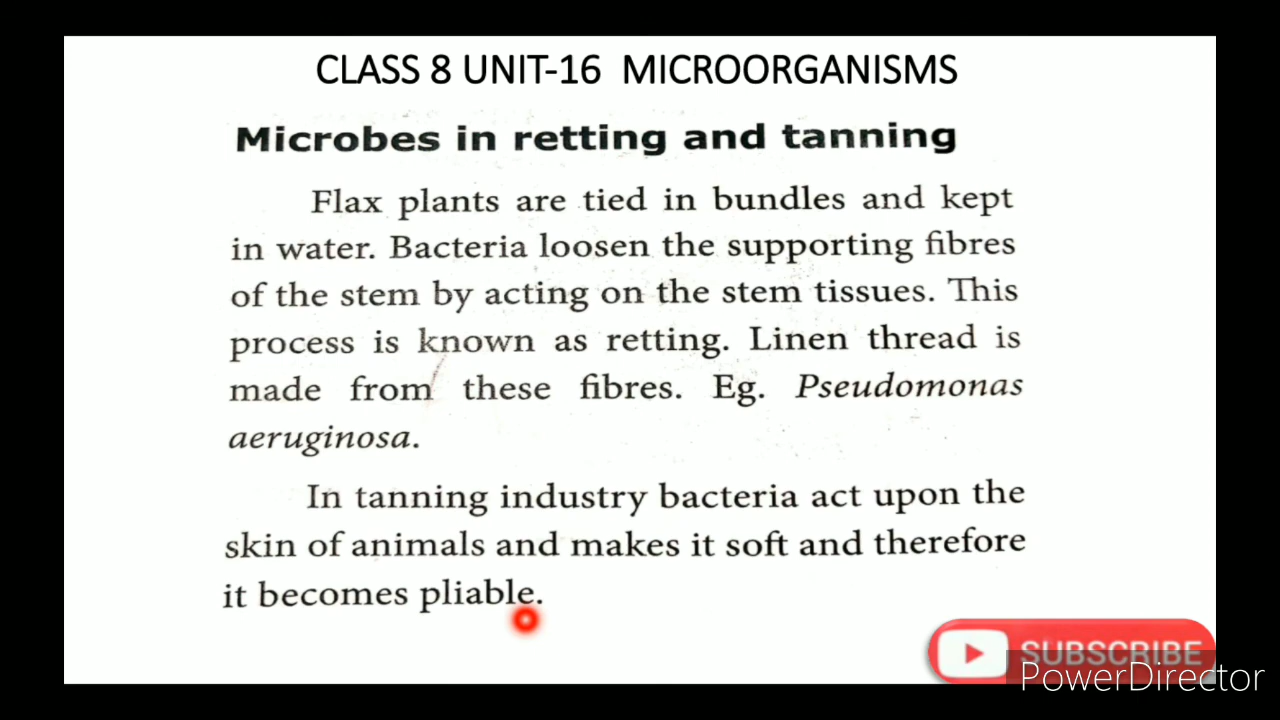 CLASS 8 UNIT-16 MICROORGANISMS
Microbes in retting and tanning
Flax plants are tied in bundles and kept
in water. Bacteria loosen the supporting fibres
of the stem by acting on the stem tissues. This
process is known as retting. Linen thread is
made from these fibres. Eg. Pseudomonas
aeruginosa.
In tanning industry bacteria act upon the
skin of animals and makes it soft and therefore
it becomes pliable.
SUBSCRIBE
PowerDirector